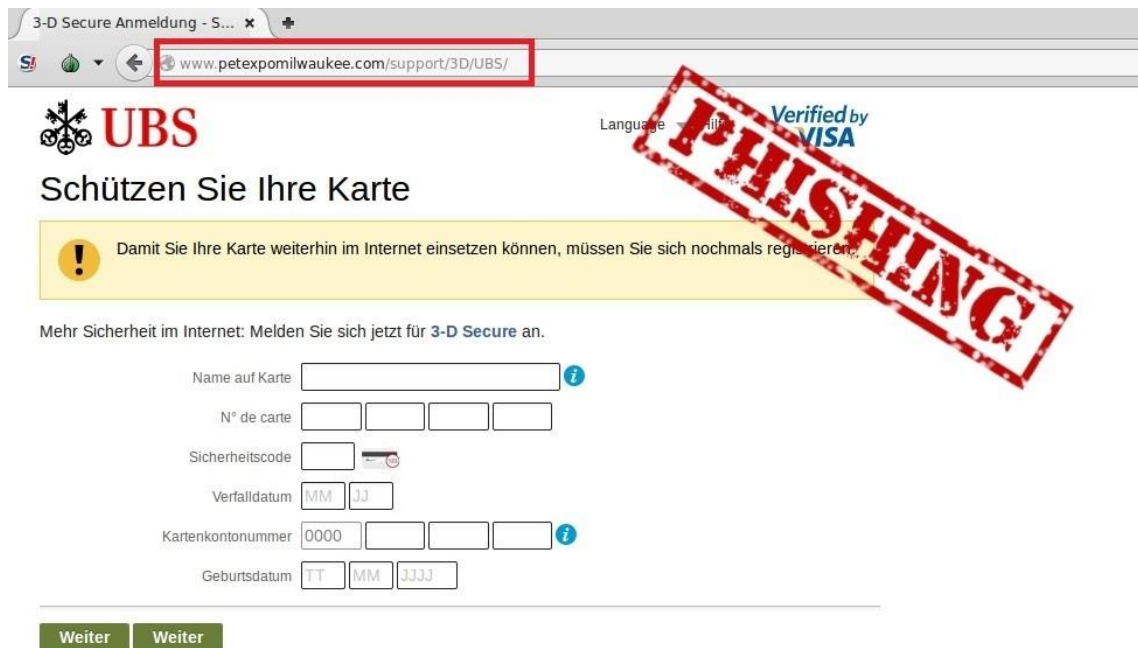 3-D Secure Anmeldung - S...
www.petexpomilwaukee.com/support/3D/UBS/
UBS
Language
Verified by
VISA
PHISHING
Schützen Sie Ihre Karte
Damit Sie Ihre Karte weiterhin im Internet einsetzen können, müssen Sie sich nochmals registrieren.
Mehr Sicherheit im Internet: Melden Sie sich jetzt für 3-D Secure an.
Name auf Karte
N° de carte
Sicherheitscode
Verfalldatum MM JJ
Kartenkontonummer 0000
Geburtsdatum TT MM JJJJ
Weiter Weiter